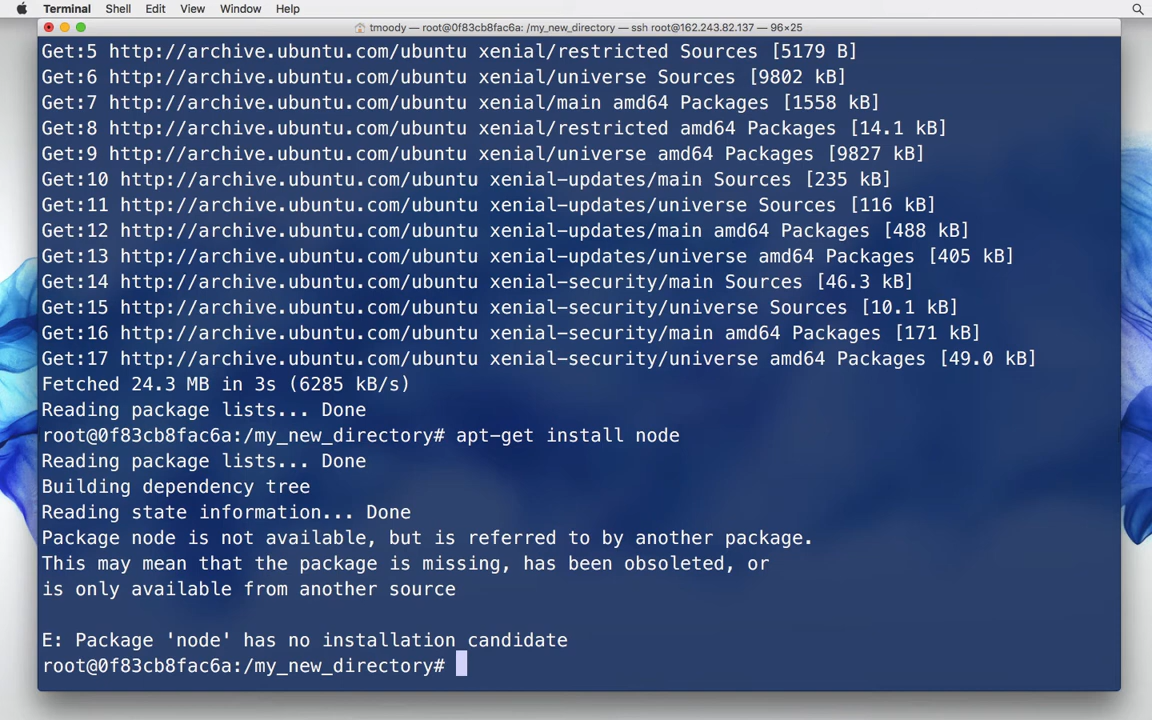 Terminal Shell Edit View Window Help
tmoody — root@0f83cb8fac6a: /my_new_directory — ssh root@162.243.82.137 — 96×25
Get:5 http://archive.ubuntu.com/ubuntu xenial/restricted Sources [5179 B]
Get:6 http://archive.ubuntu.com/ubuntu xenial/universe Sources [9802 kB]
Get:7 http://archive.ubuntu.com/ubuntu xenial/main amd64 Packages [1558 kB]
Get:8 http://archive.ubuntu.com/ubuntu xenial/restricted amd64 Packages [14.1 kB]
Get:9 http://archive.ubuntu.com/ubuntu xenial/universe amd64 Packages [9827 kB]
Get:10 http://archive.ubuntu.com/ubuntu xenial-updates/main Sources [235 kB]
Get:11 http://archive.ubuntu.com/ubuntu xenial-updates/universe Sources [116 kB]
Get:12 http://archive.ubuntu.com/ubuntu xenial-updates/main amd64 Packages [488 kB]
Get:13 http://archive.ubuntu.com/ubuntu xenial-updates/universe amd64 Packages [405 kB]
Get:14 http://archive.ubuntu.com/ubuntu xenial-security/main Sources [46.3 kB]
Get:15 http://archive.ubuntu.com/ubuntu xenial-security/universe Sources [10.1 kB]
Get:16 http://archive.ubuntu.com/ubuntu xenial-security/main amd64 Packages [171 kB]
Get:17 http://archive.ubuntu.com/ubuntu xenial-security/universe amd64 Packages [49.0 kB]
Fetched 24.3 MB in 3s (6285 kB/s)
Reading package lists... Done
root@0f83cb8fac6a:/my_new_directory# apt-get install node
Reading package lists... Done
Building dependency tree
Reading state information... Done
Package node is not available, but is referred to by another package.
This may mean that the package is missing, has been obsoleted, or
is only available from another source
E: Package 'node' has no installation candidate
root@0f83cb8fac6a:/my_new_directory#